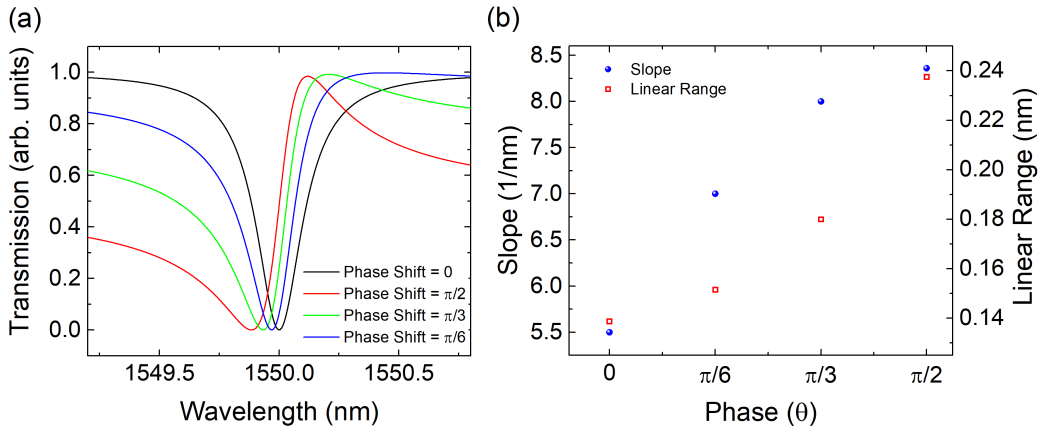 (a)
Transmission (arb. units)
1.0
0.8
0.6
0.4
0.2
0.0
Phase Shift = 0
Phase Shift = π/2
Phase Shift = π/3
Phase Shift = π/6
1549.5
1550.0
1550.5
Wavelength (nm)
(b)
Slope (1/nm)
8.5
8.0
7.5
7.0
6.5
6.0
5.5
Slope
Linear Range
0.24
0.22
0.20
0.18
0.16
0.14
Linear Range (nm)
0
π/6
π/3
π/2
Phase (θ)